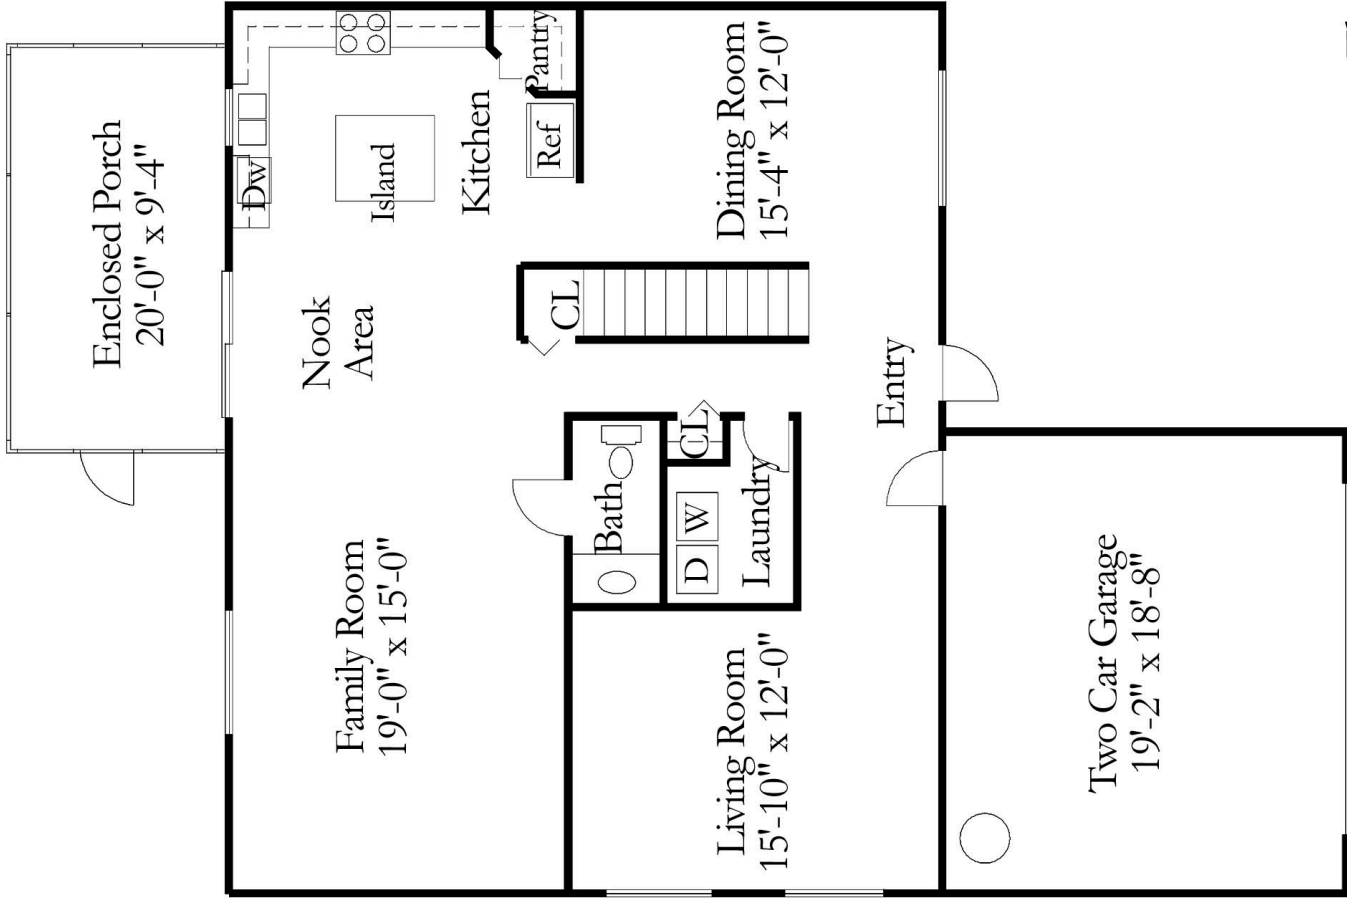 Enclosed Porch
20'-0" x 9'-4"
Nook
Area
Dw
Island
Kitchen
Pantry
Ref
Dining Room
15'-4" x 12'-0"
CL
Family Room
19'-0" x 15'-0"
Bath
CL
D
W
Laundry
Entry
Living Room
15'-10" x 12'-0"
Two Car Garage
19'-2" x 18'-8"